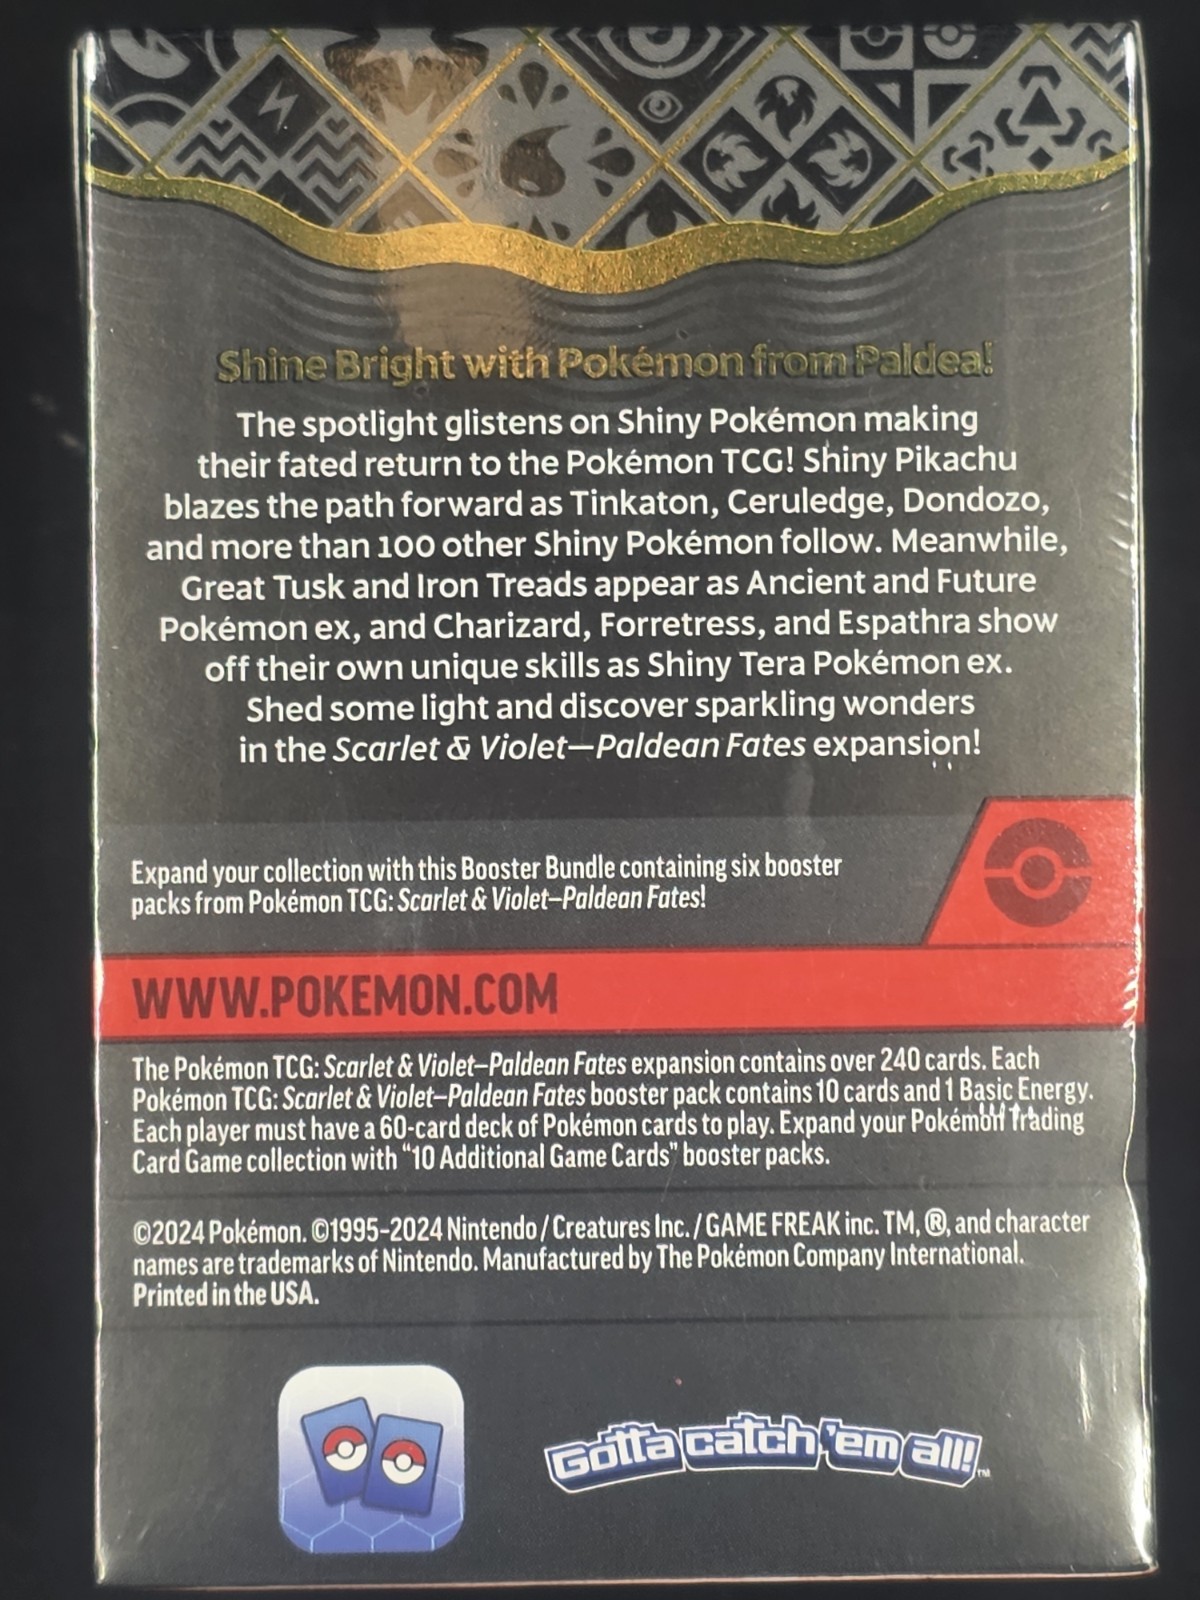 Shine Bright with Pokémon from Paldea!
The spotlight glistens on Shiny Pokémon making
their fated return to the Pokémon TCG! Shiny Pikachu
blazes the path forward as Tinkaton, Ceruledge, Dondozo,
and more than 100 other Shiny Pokémon follow. Meanwhile,
Great Tusk and Iron Treads appear as Ancient and Future
Pokémon ex, and Charizard, Forretress, and Espathra show
off their own unique skills as Shiny Tera Pokémon ex.
Shed some light and discover sparkling wonders
in the Scarlet & Violet—Paldean Fates expansion!
Expand your collection with this Booster Bundle containing six booster
packs from Pokémon TCG: Scarlet & Violet—Paldean Fates!
WWW.POKEMON.COM
The Pokémon TCG: Scarlet & Violet—Paldean Fates expansion contains over 240 cards. Each
Pokémon TCG: Scarlet & Violet—Paldean Fates booster pack contains 10 cards and 1 Basic Energy.
Each player must have a 60-card deck of Pokémon cards to play. Expand your Pokémon Trading
Card Game collection with “10 Additional Game Cards” booster packs.
©2024 Pokémon. ©1995–2024 Nintendo / Creatures Inc. / GAME FREAK inc. TM, ®, and character
names are trademarks of Nintendo. Manufactured by The Pokémon Company International.
Printed in the USA.
Gotta catch 'em all!™